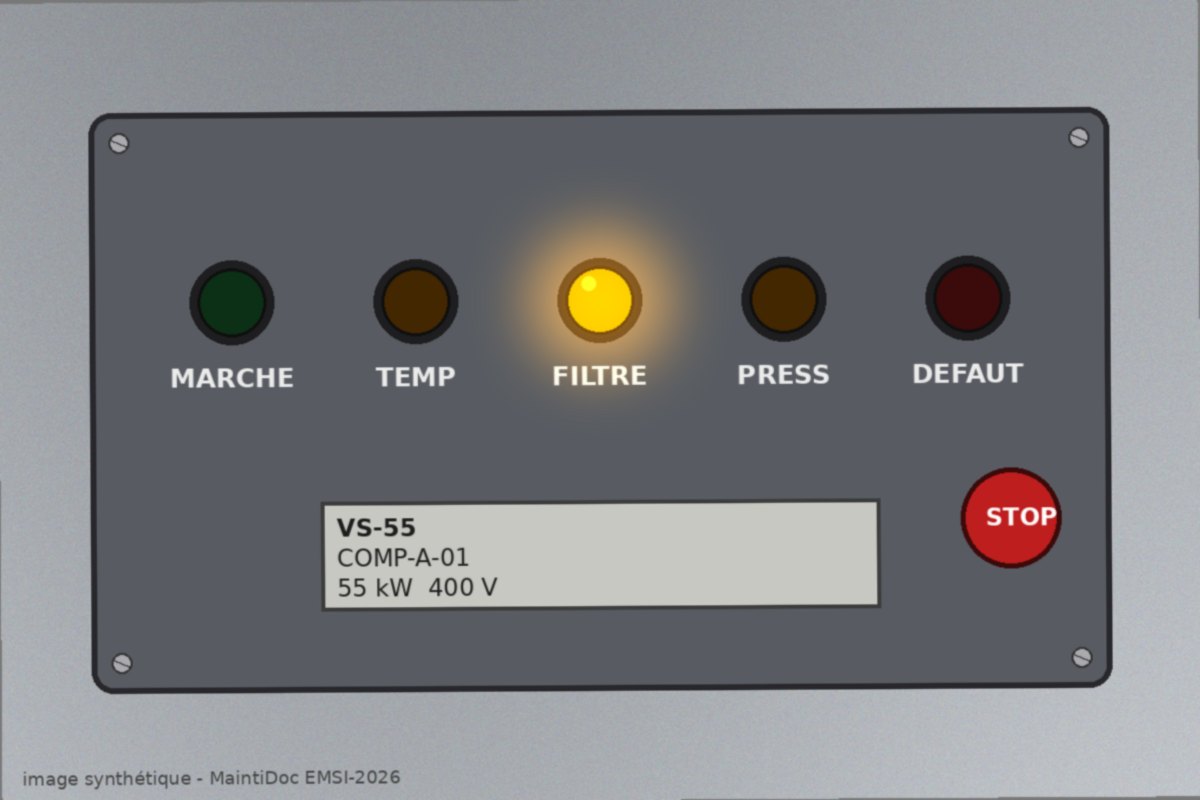 MARCHE TEMP FILTRE PRESS DEFAUT
STOP
VS-55
COMP-A-01
55 kW 400 V
image synthétique - MaintiDoc EMSI-2026